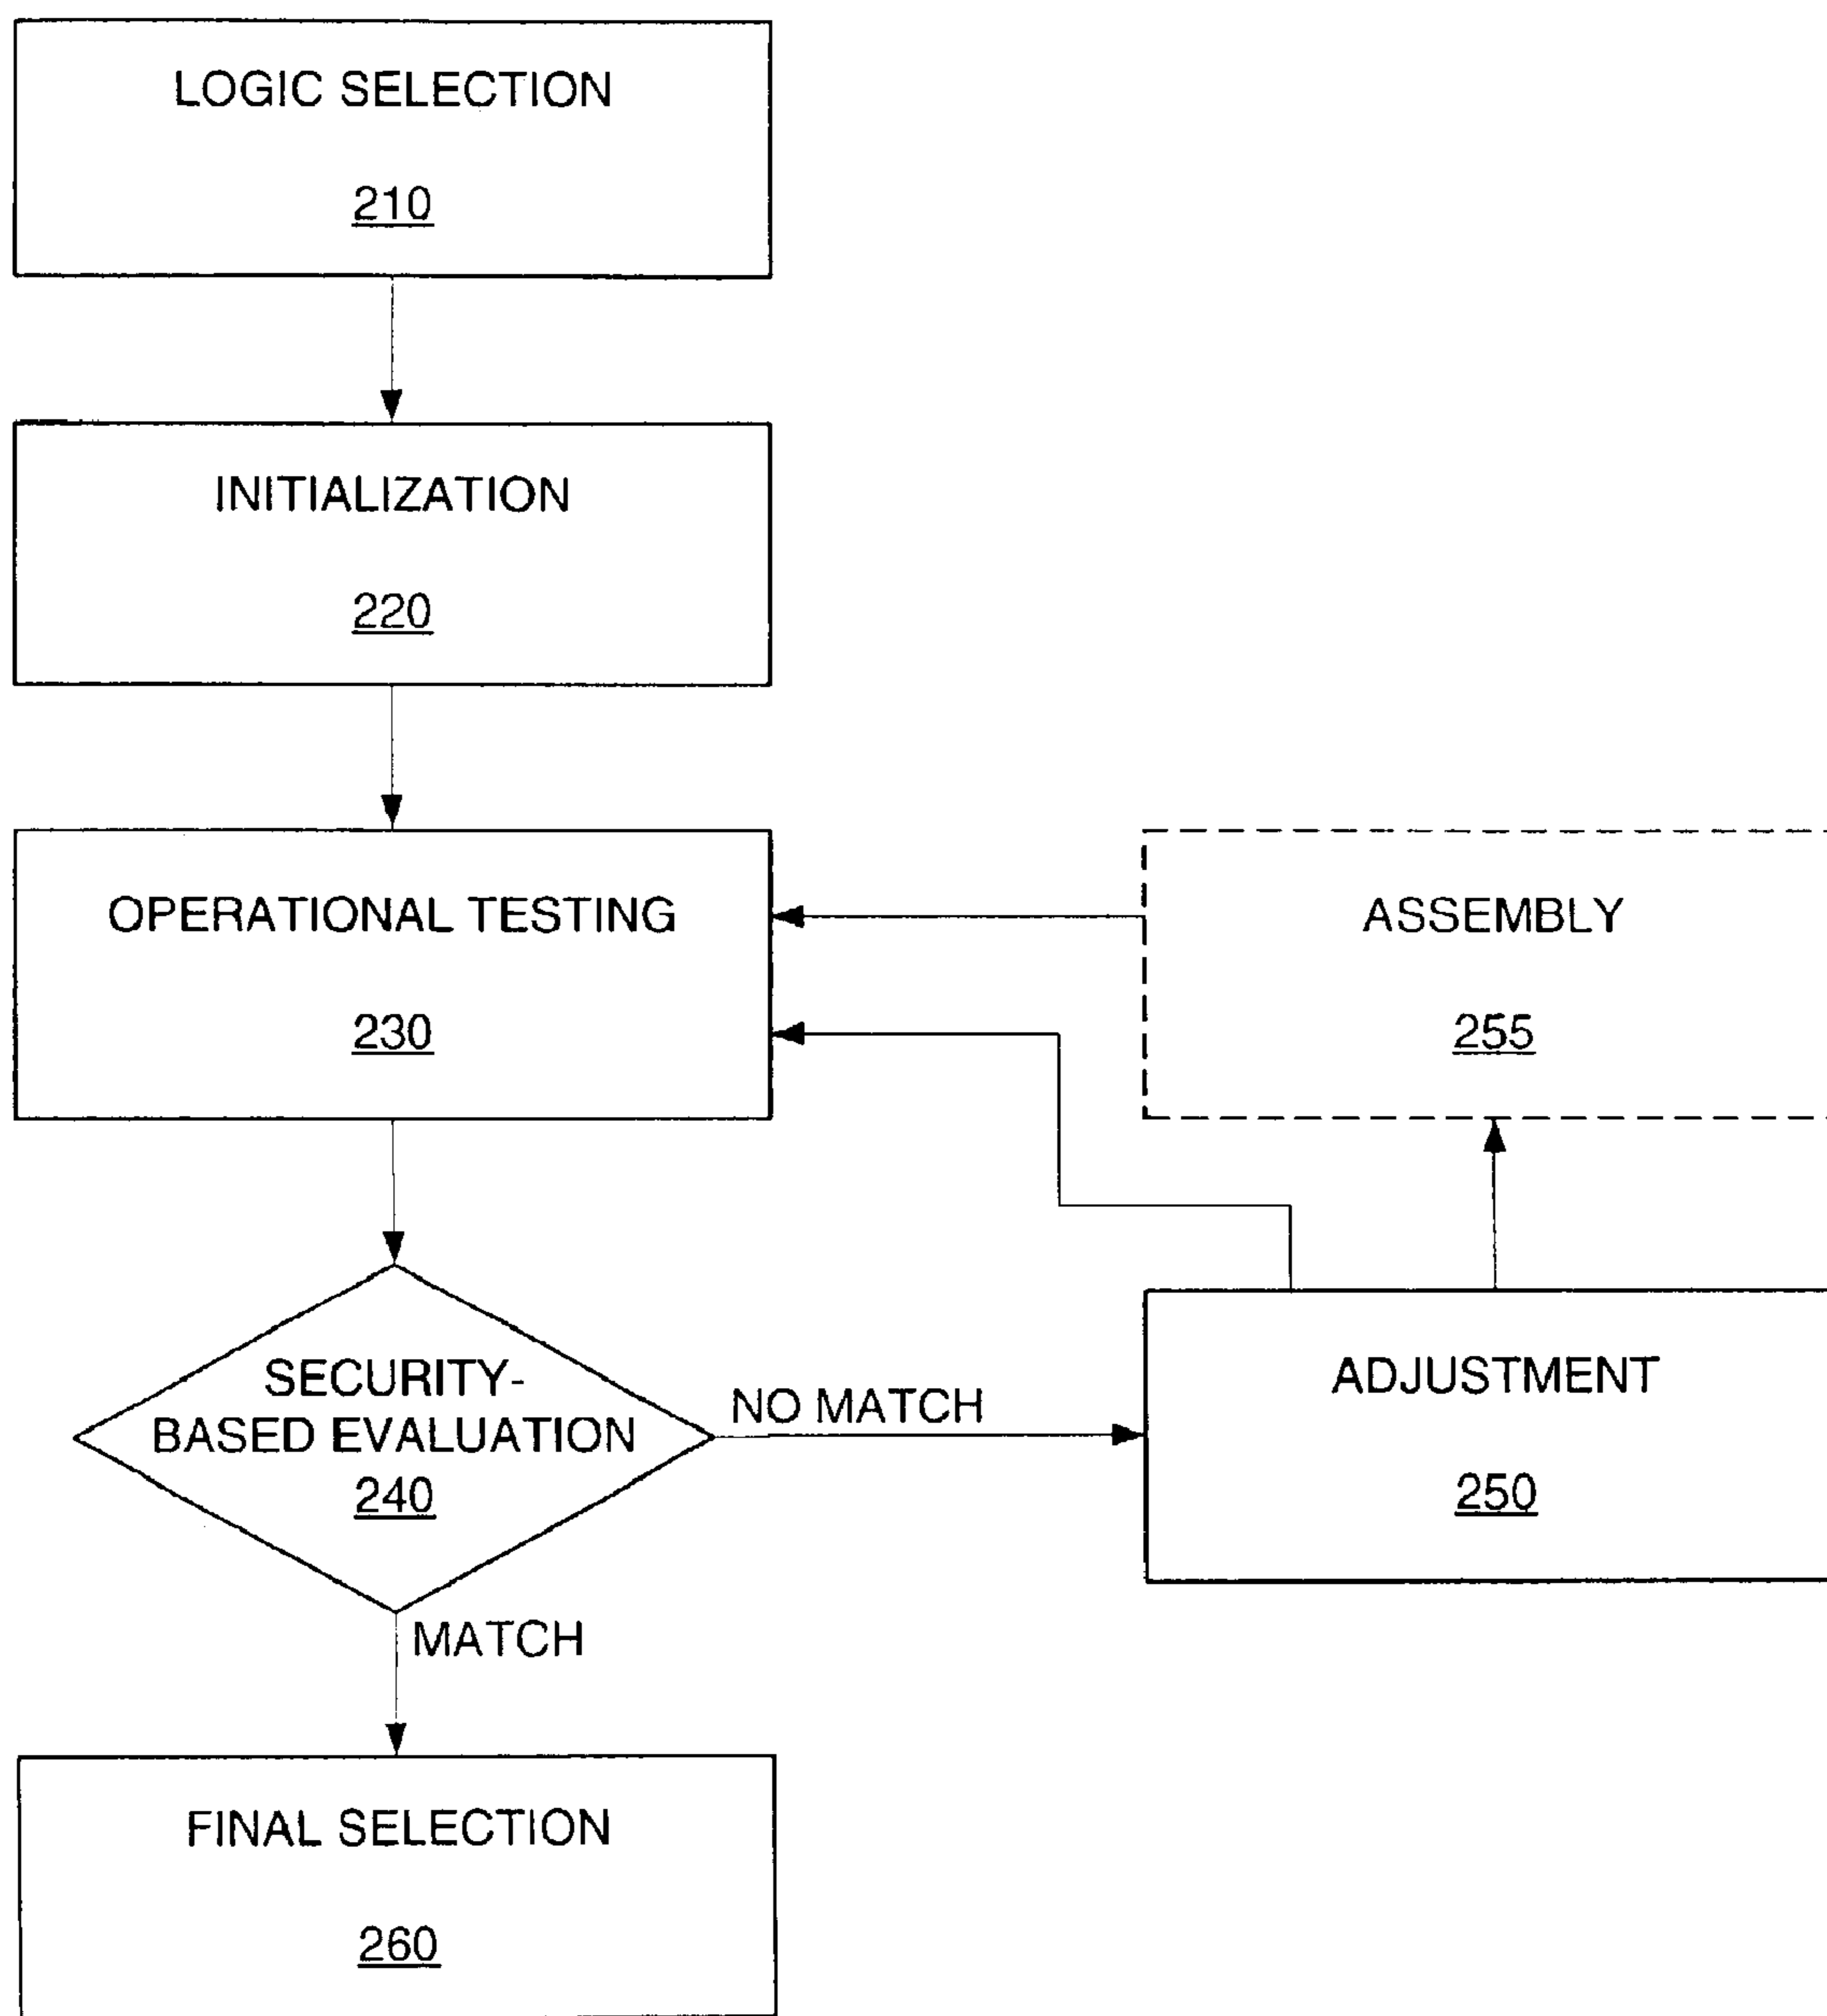 LOGIC SELECTION
210
INITIALIZATION
220
OPERATIONAL TESTING
230
ASSEMBLY
255
SECURITY-
BASED EVALUATION
240
NO MATCH
ADJUSTMENT
250
MATCH
FINAL SELECTION
260